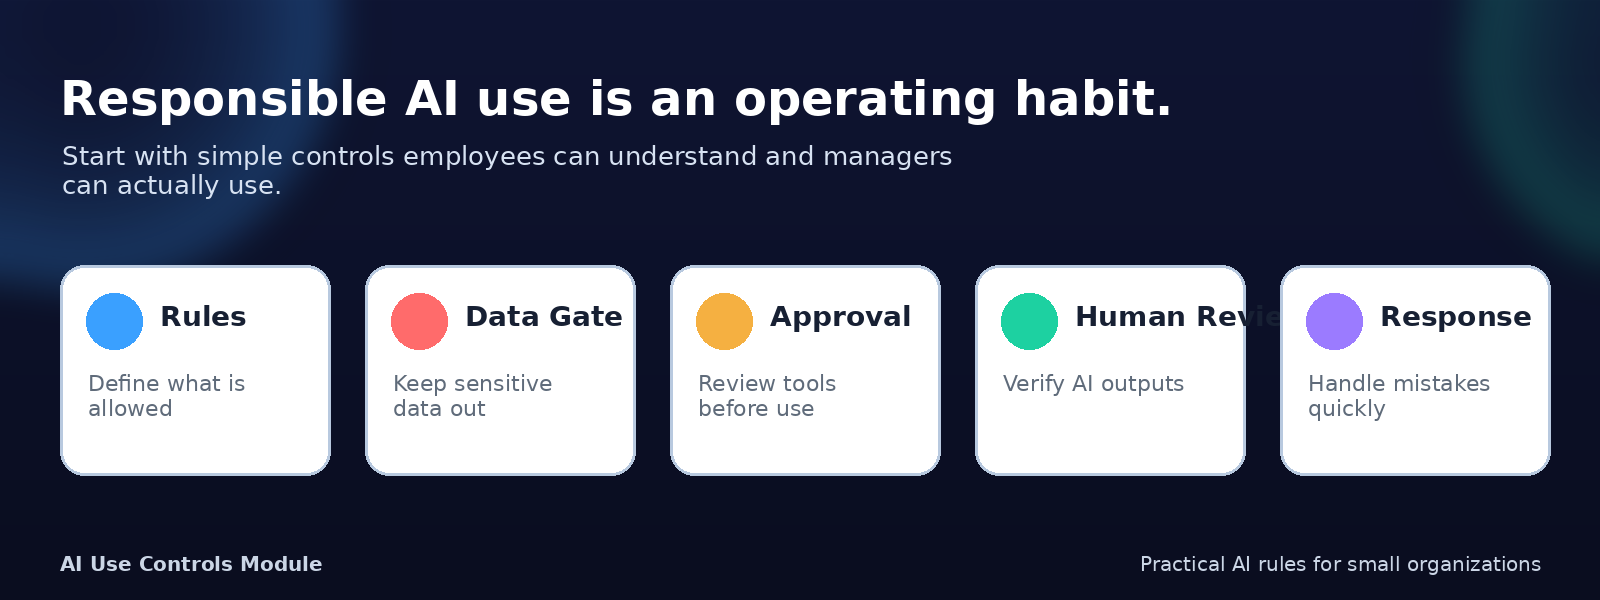 Responsible AI use is an operating habit.
Start with simple controls employees can understand and managers
can actually use.
Rules
Define what is
allowed
Data Gate
Keep sensitive
data out
Approval
Review tools
before use
Human Revie
Verify AI outputs
Response
Handle mistakes
quickly
AI Use Controls Module
Practical AI rules for small organizations